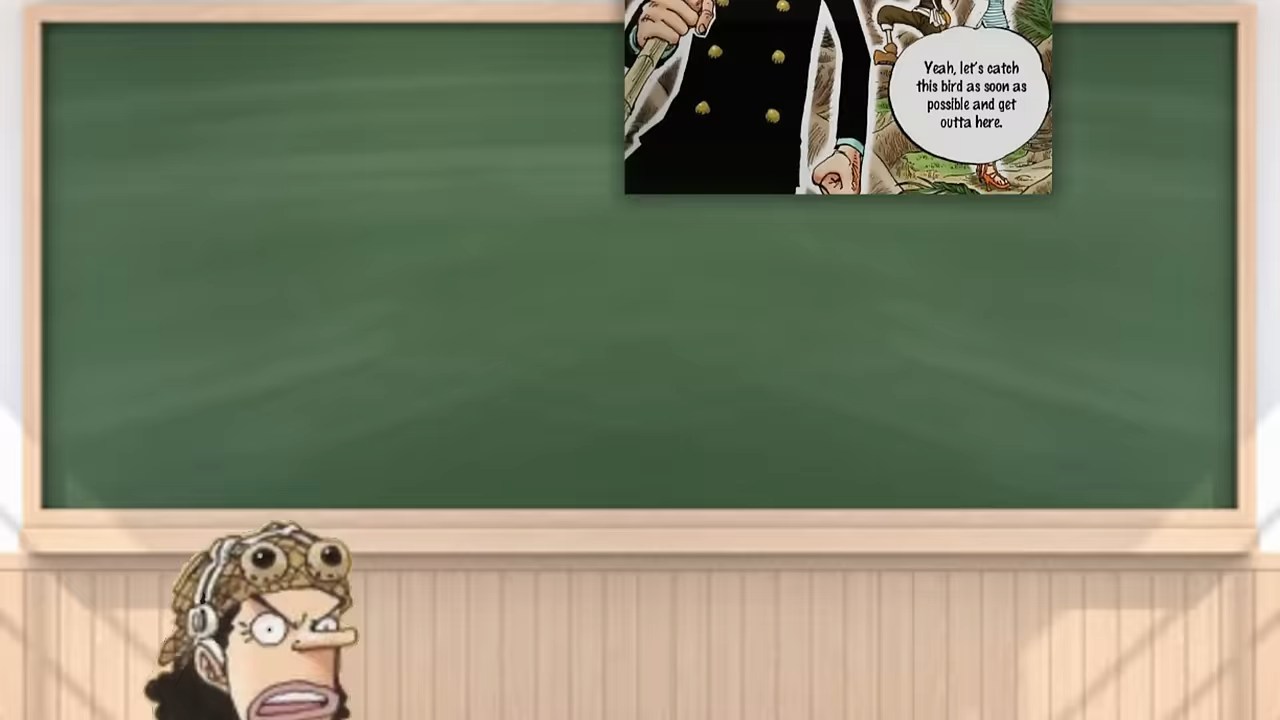 Yeah, let's catch
this bird as soon as
possible and get
outta here.